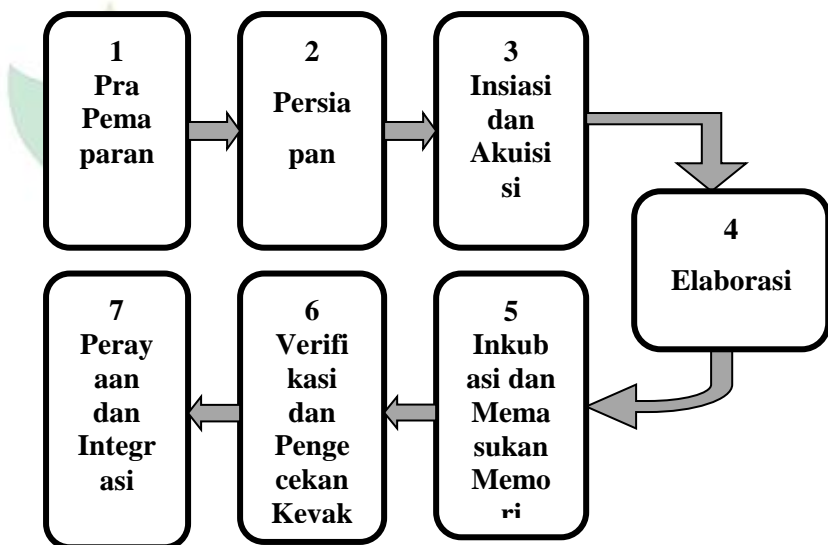 1
Pra
Pema
paran
2
Persia
pan
3
Insiasi
dan
Akuisi
si
4
Elaborasi
5
Inkub
asi dan
Mema
sukan
Memo
ri
6
Verifi
kasi
dan
Penge
cekan
Kevak
7
Peray
aan
dan
Integr
asi